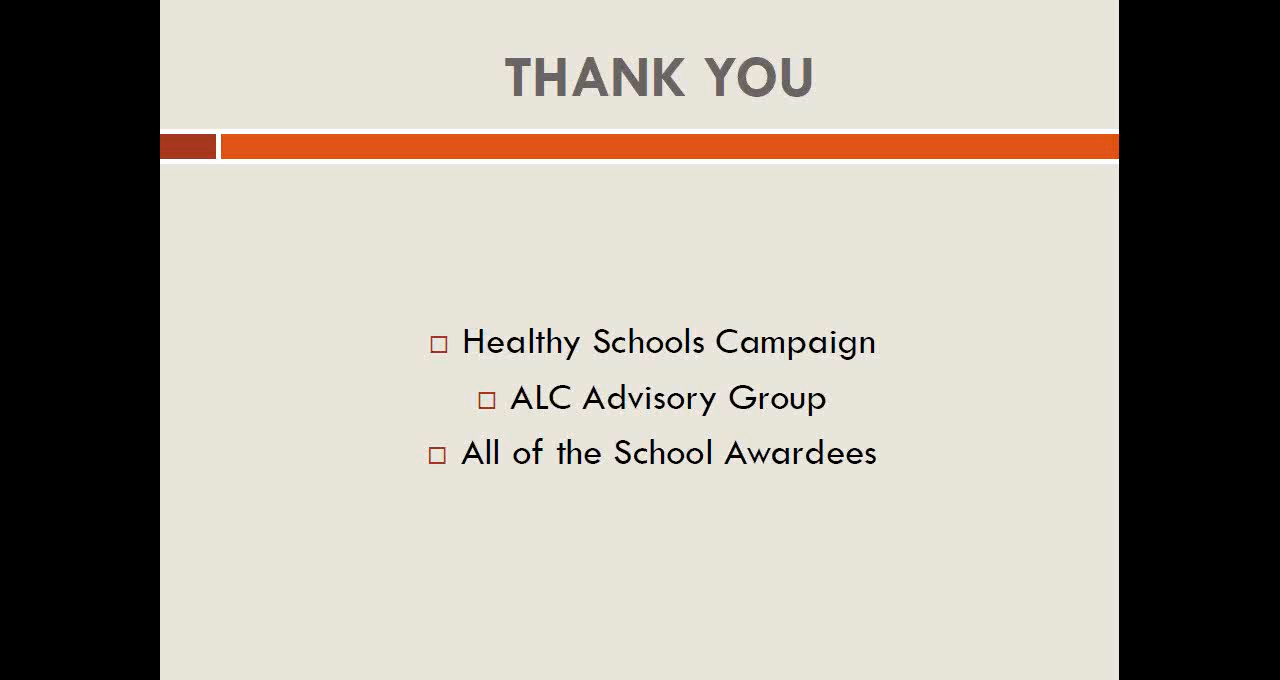 THANK YOU
Healthy Schools Campaign
ALC Advisory Group
All of the School Awardees